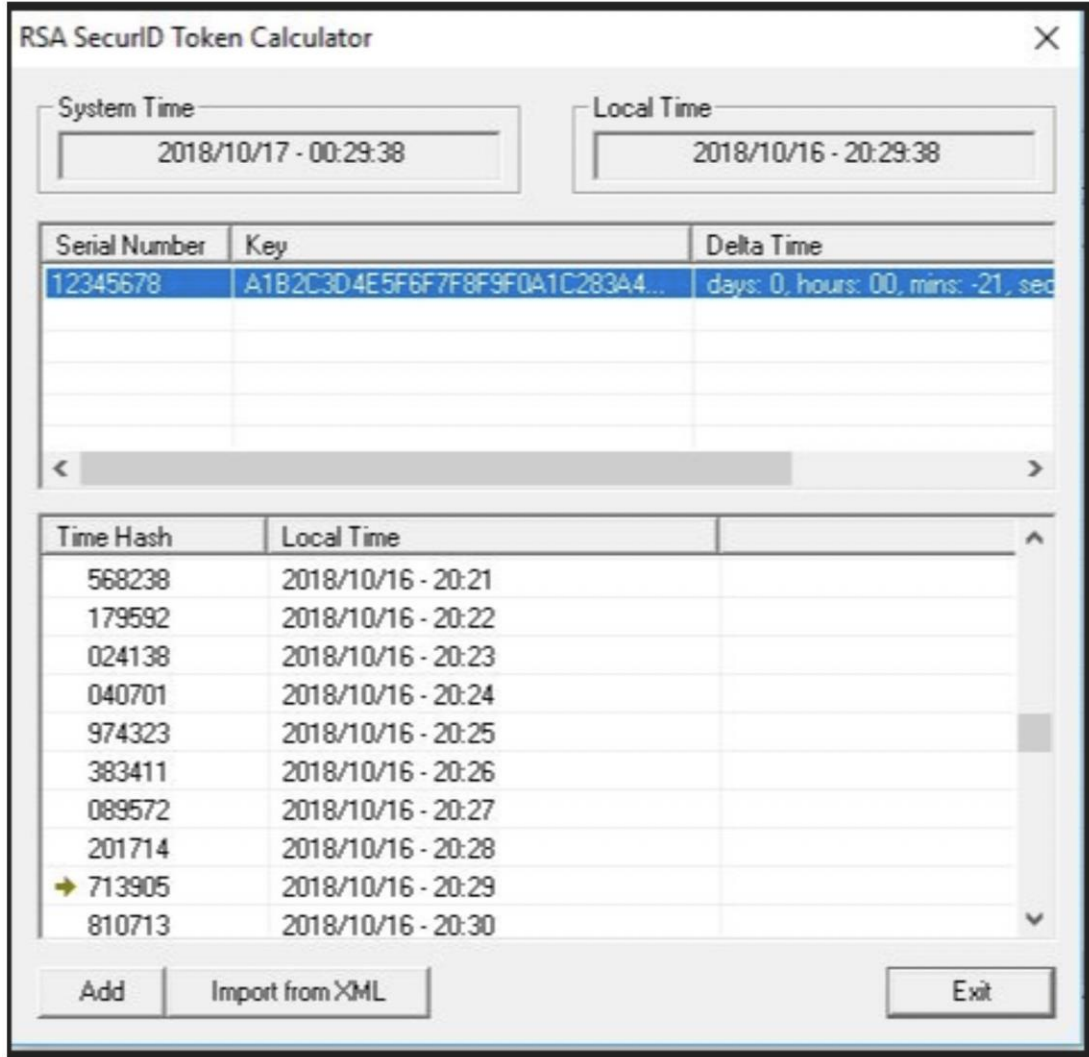 RSA SecurID Token Calculator
System Time Local Time
2018/10/17 - 00:29:38 2018/10/16 - 20:29:38
Serial Number Key Delta Time
12345678 A1B2C3D4E5F6F7F8F9F0A1C283A4... days: 0, hours: 00, mins: -21, sec
Time Hash Local Time
568238 2018/10/16 - 20:21
179592 2018/10/16 - 20:22
024138 2018/10/16 - 20:23
040701 2018/10/16 - 20:24
974323 2018/10/16 - 20:25
383411 2018/10/16 - 20:26
089572 2018/10/16 - 20:27
201714 2018/10/16 - 20:28
713905 2018/10/16 - 20:29
810713 2018/10/16 - 20:30
Add Import from XML Exit